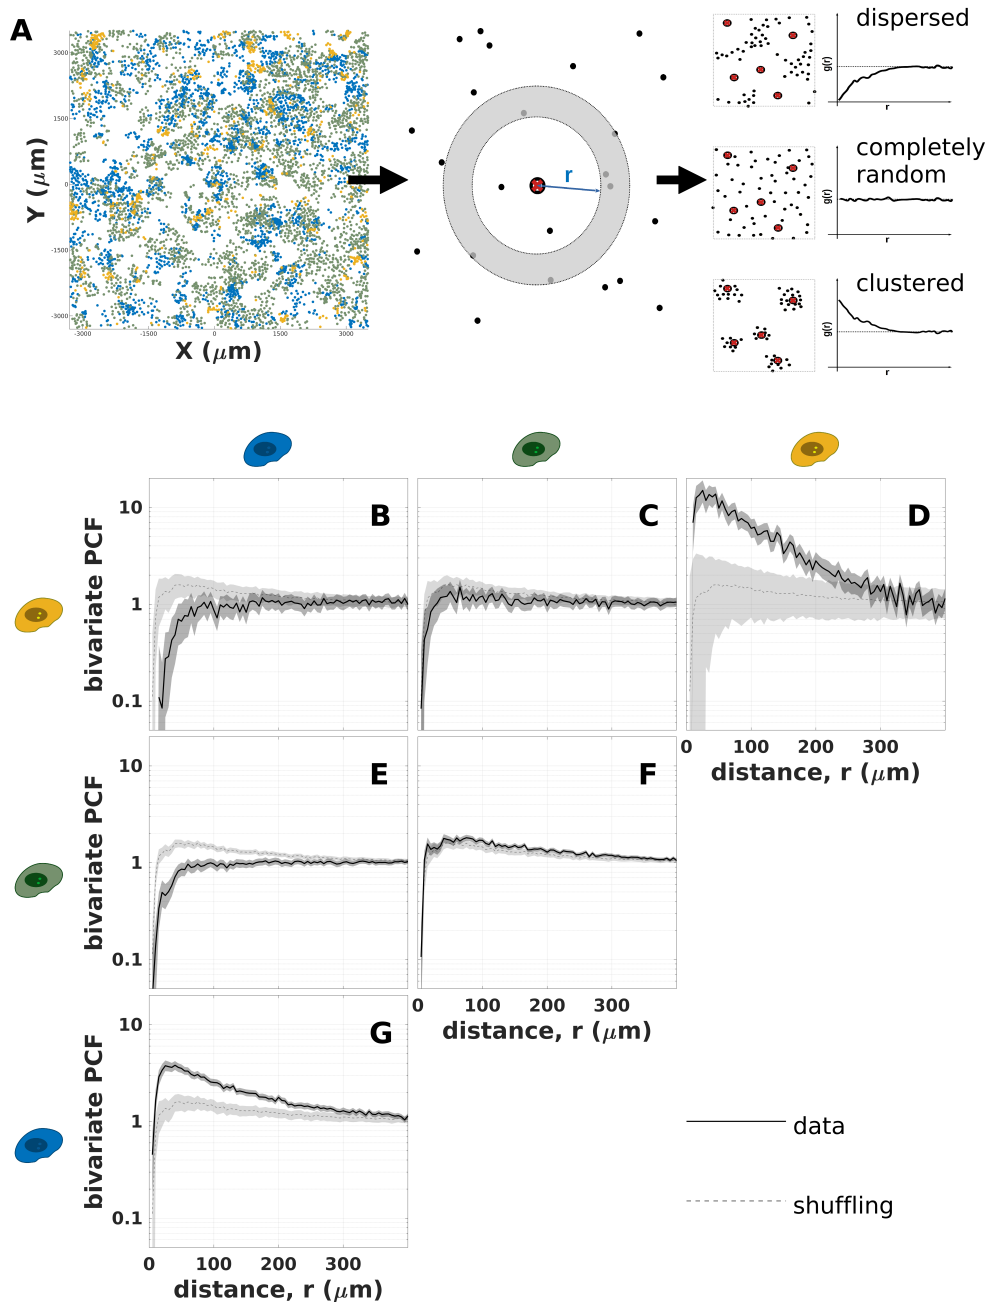 A
Y (μm)
3000
1500
0
-1500
-3000
-3000
-1500
0
1500
3000
X (μm)
r
dispersed
g(r)
r
completely
random
g(r)
r
clustered
g(r)
r
bivariate PCF
10
1
0.1
B
C
D
0
100
200
300
distance, r (μm)
bivariate PCF
10
1
0.1
E
F
0
100
200
300
distance, r (μm)
bivariate PCF
10
1
0.1
G
0
100
200
300
distance, r (μm)
data
shuffling